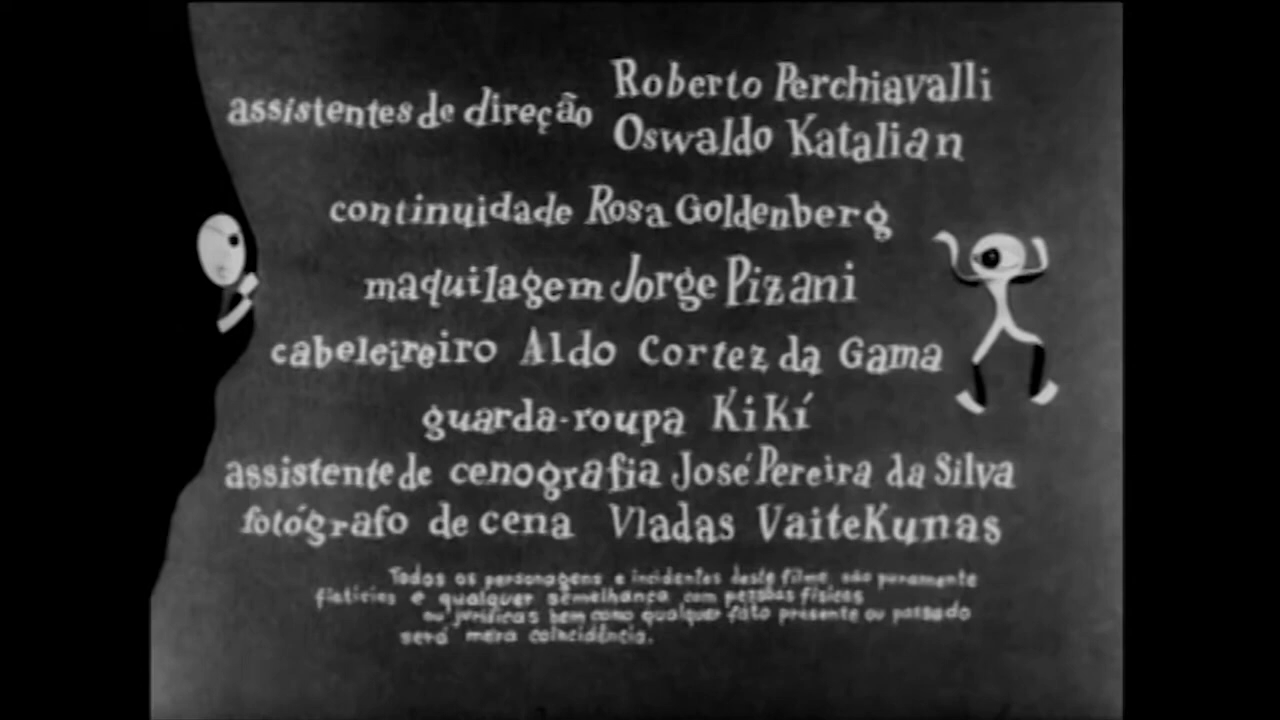 assistentes de direção Roberto Perchiavalli
Oswaldo Katalian
continuidade Rosa Goldenberg
maquilagem Jorge Pizani
cabeleireiro Aldo Cortez da Gama
guarda-roupa Kikí
assistente de cenografia José Pereira da Silva
fotógrafo de cena Vladas Vaitekunas
Todos os personagens e incidentes deste filme, são puramente
fictícios e qualquer semelhança com pessôas físicas
ou jurídicas bem como qualquer fato presente ou passado
será mera coincidência.